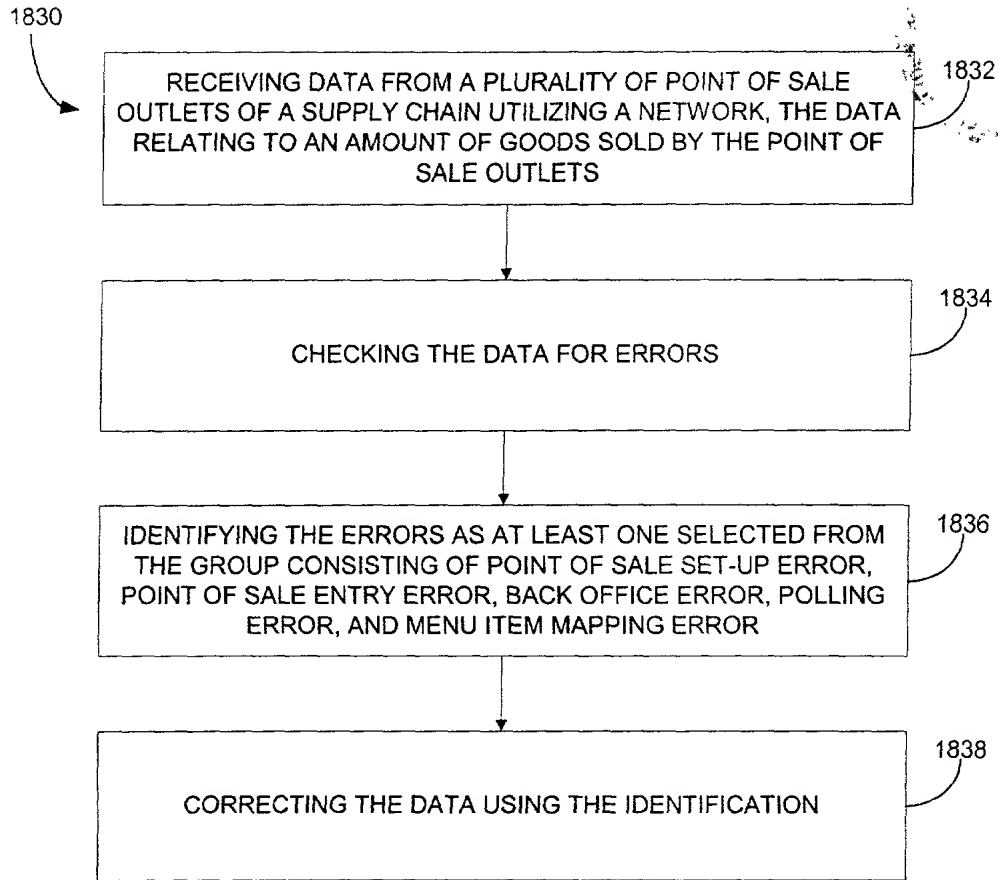 1830
1832
RECEIVING DATA FROM A PLURALITY OF POINT OF SALE
OUTLETS OF A SUPPLY CHAIN UTILIZING A NETWORK, THE DATA
RELATING TO AN AMOUNT OF GOODS SOLD BY THE POINT OF
SALE OUTLETS
1834
CHECKING THE DATA FOR ERRORS
1836
IDENTIFYING THE ERRORS AS AT LEAST ONE SELECTED FROM
THE GROUP CONSISTING OF POINT OF SALE SET-UP ERROR,
POINT OF SALE ENTRY ERROR, BACK OFFICE ERROR, POLLING
ERROR, AND MENU ITEM MAPPING ERROR
1838
CORRECTING THE DATA USING THE IDENTIFICATION